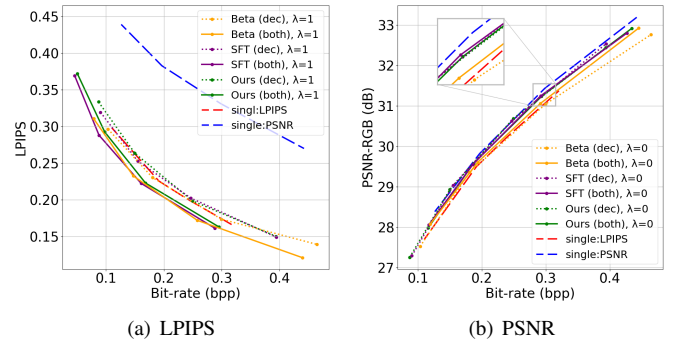 0.45
0.40
0.35
0.30
0.25
0.20
0.15
LPIPS
0.1
0.2
0.3
0.4
Bit-rate (bpp)
Beta (dec), λ=1
Beta (both), λ=1
SFT (dec), λ=1
SFT (both), λ=1
Ours (dec), λ=1
Ours (both), λ=1
singl:LPIPS
single:PSNR
(a) LPIPS
33
32
31
30
29
28
27
PSNR-RGB (dB)
0.1
0.2
0.3
0.4
Bit-rate (bpp)
Beta (dec), λ=0
Beta (both), λ=0
SFT (dec), λ=0
SFT (both), λ=0
Ours (dec), λ=0
Ours (both), λ=0
single:LPIPS
single:PSNR
(b) PSNR